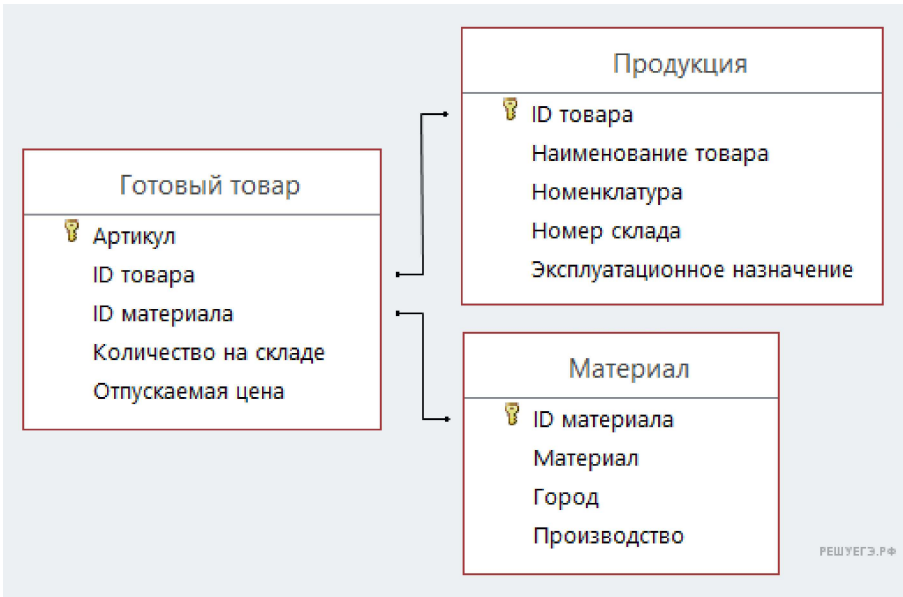 Готовый товар
Артикул
ID товара
ID материала
Количество на складе
Отпускаемая цена
Продукция
ID товара
Наименование товара
Номенклатура
Номер склада
Эксплуатационное назначение
Материал
ID материала
Материал
Город
Производство
РЕШУЕГЭ.РФ